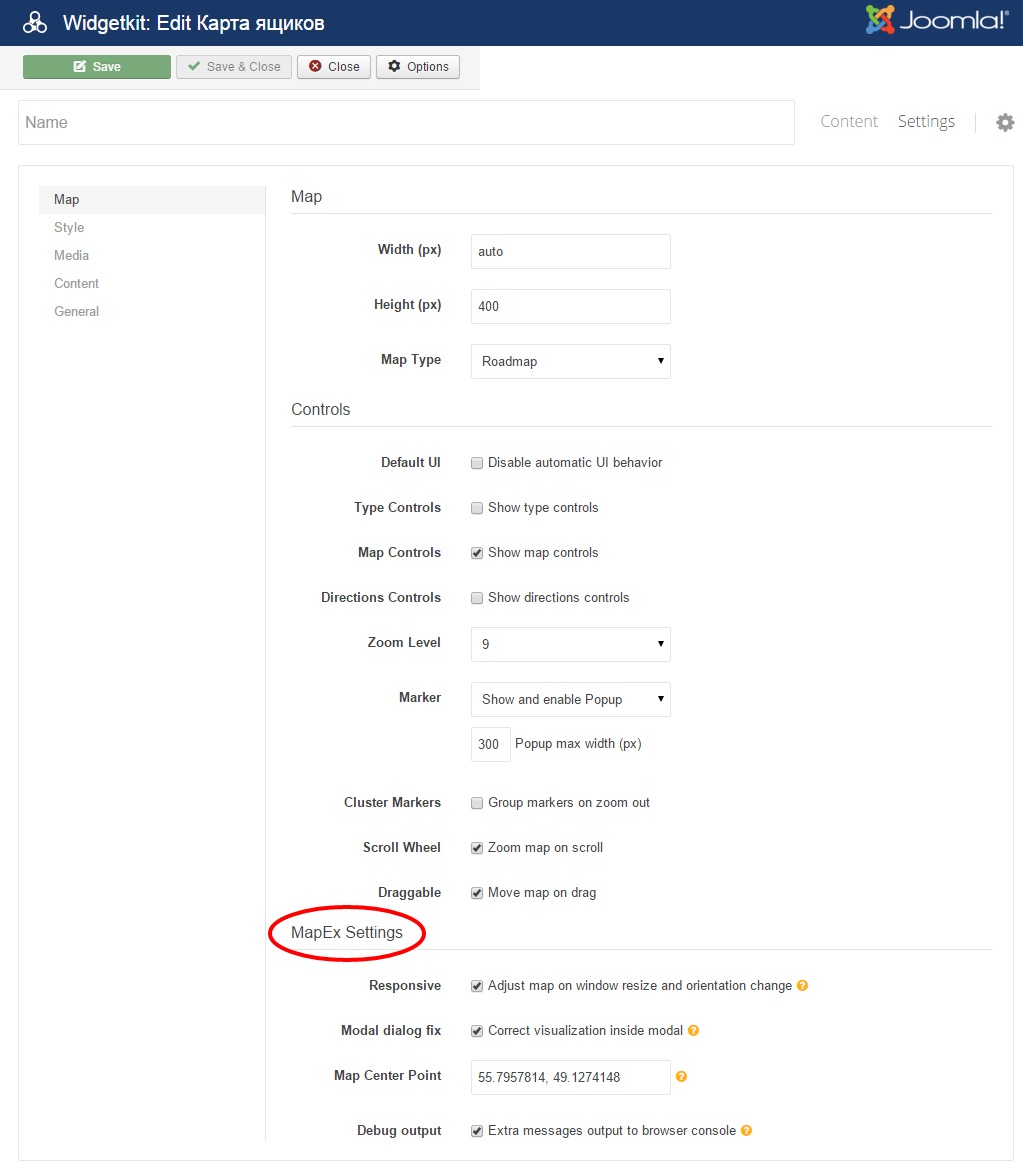 Widgetkit: Edit Карта ящиков
Joomla!®
Save Save & Close Close Options
Name Content Settings
Map
Style
Media
Content
General
Map
Width (px) auto
Height (px) 400
Map Type Roadmap
Controls
Default UI Disable automatic UI behavior
Type Controls Show type controls
Map Controls Show map controls
Directions Controls Show directions controls
Zoom Level 9
Marker Show and enable Popup
300 Popup max width (px)
Cluster Markers Group markers on zoom out
Scroll Wheel Zoom map on scroll
Draggable Move map on drag
MapEx Settings
Responsive Adjust map on window resize and orientation change ?
Modal dialog fix Correct visualization inside modal ?
Map Center Point 55.7957814, 49.1274148 ?
Debug output Extra messages output to browser console ?